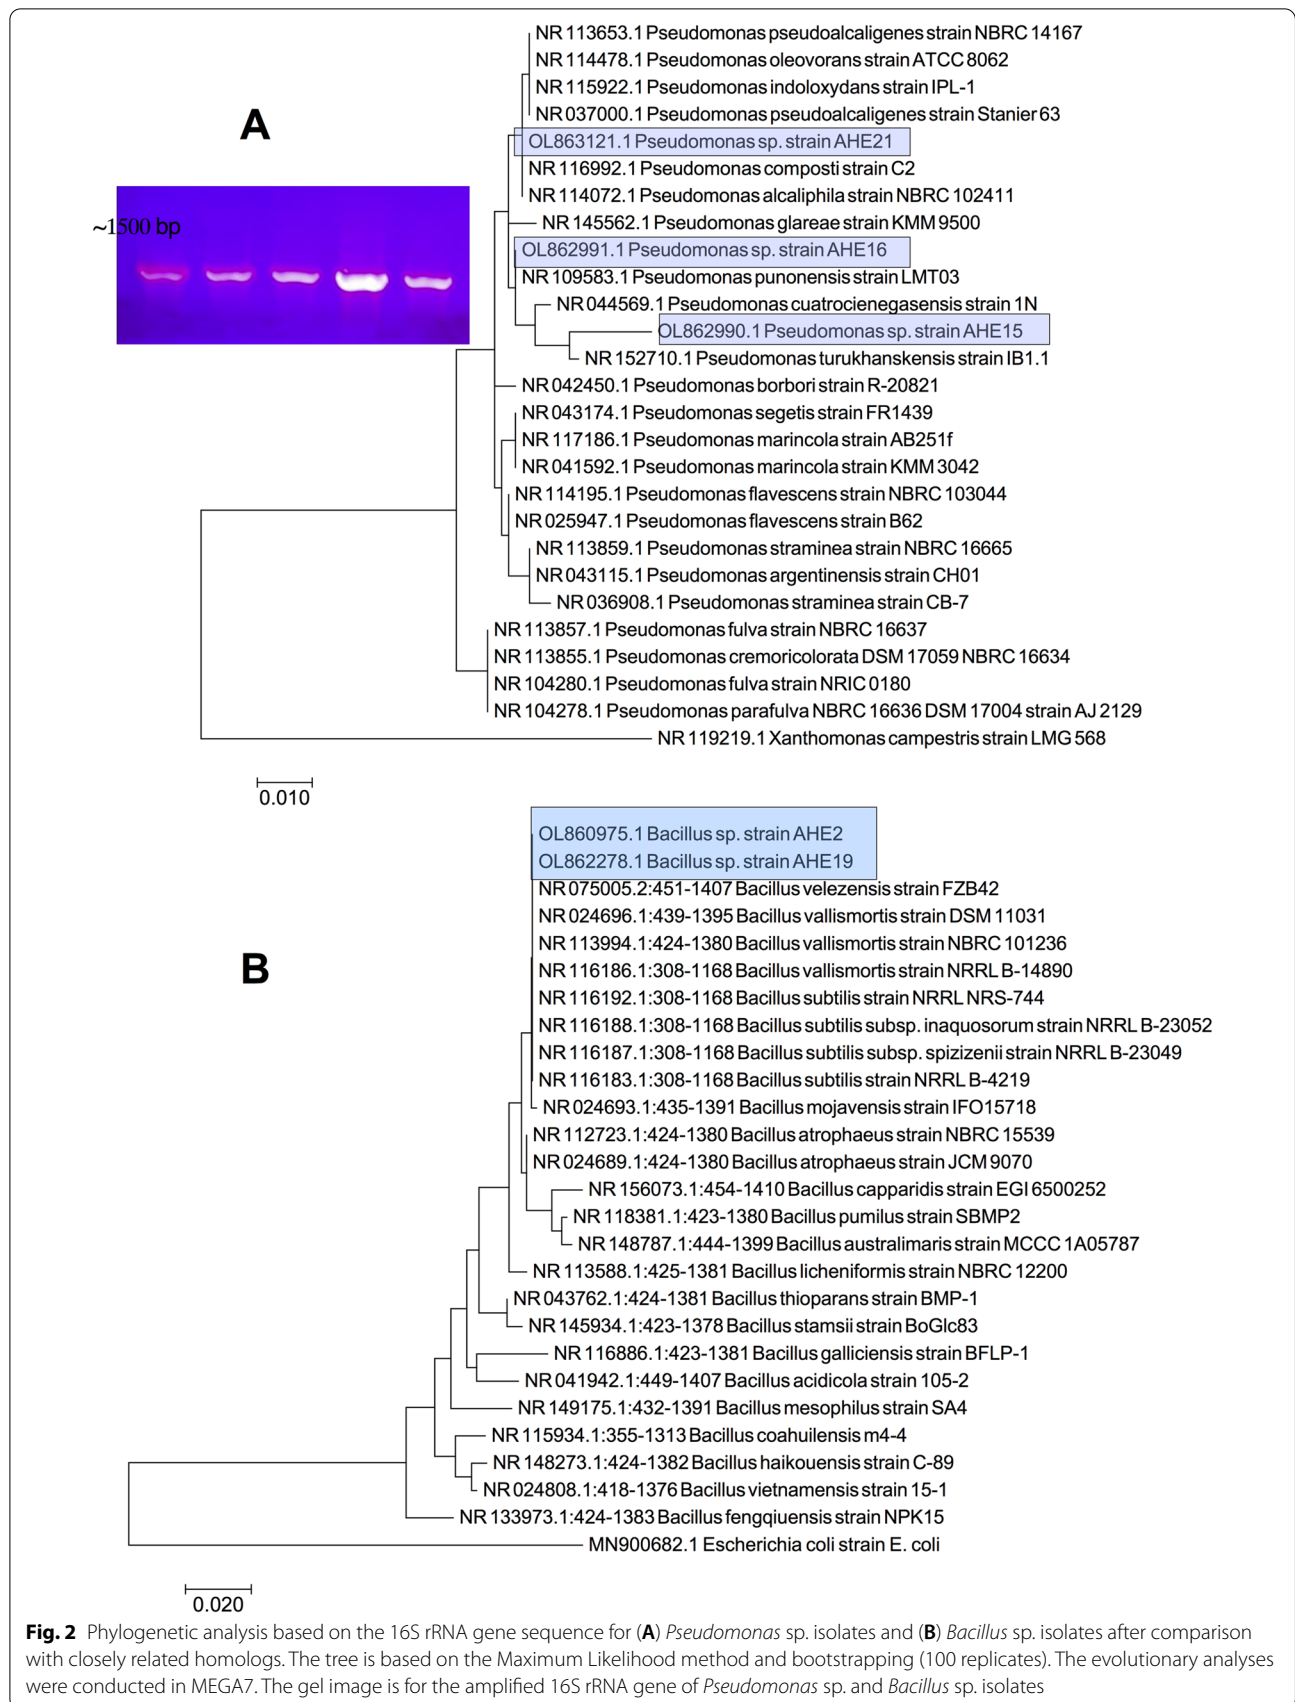 NR 113653.1 Pseudomonas pseudoalcaligenes strain NBRC 14167
NR 114478.1 Pseudomonas oleovorans strain ATCC 8062
NR 115922.1 Pseudomonas indoloxydans strain IPL-1
NR 037000.1 Pseudomonas pseudoalcaligenes strain Stanier 63
A
OL863121.1 Pseudomonas sp. strain AHE21
NR 116992.1 Pseudomonas composti strain C2
NR 114072.1 Pseudomonas alcaliphila strain NBRC 102411
NR 145562.1 Pseudomonas glareae strain KMM 9500
~1500 bp
OL862991.1 Pseudomonas sp. strain AHE16
NR 109583.1 Pseudomonas punonensis strain LMT03
NR 044569.1 Pseudomonas cuatrocienegasensis strain 1N
OL862990.1 Pseudomonas sp. strain AHE15
NR 152710.1 Pseudomonas turukhanskensis strain IB1.1
NR 042450.1 Pseudomonas borbori strain R-20821
NR 043174.1 Pseudomonas segetis strain FR1439
NR 117186.1 Pseudomonas marincola strain AB251f
NR 041592.1 Pseudomonas marincola strain KMM 3042
NR 114195.1 Pseudomonas flavescens strain NBRC 103044
NR 025947.1 Pseudomonas flavescens strain B62
NR 113859.1 Pseudomonas straminea strain NBRC 16665
NR 043115.1 Pseudomonas argentinensis strain CH01
NR 036908.1 Pseudomonas straminea strain CB-7
NR 113857.1 Pseudomonas fulva strain NBRC 16637
NR 113855.1 Pseudomonas cremoricolorata DSM 17059 NBRC 16634
NR 104280.1 Pseudomonas fulva strain NRIC 0180
NR 104278.1 Pseudomonas parafulva NBRC 16636 DSM 17004 strain AJ 2129
NR 119219.1 Xanthomonas campestris strain LMG 568
0.010
OL860975.1 Bacillus sp. strain AHE2
OL862278.1 Bacillus sp. strain AHE19
NR 075005.2:451-1407 Bacillus velezensis strain FZB42
NR 024696.1:439-1395 Bacillus vallismortis strain DSM 11031
NR 113994.1:424-1380 Bacillus vallismortis strain NBRC 101236
B
NR 116186.1:308-1168 Bacillus vallismortis strain NRRL B-14890
NR 116192.1:308-1168 Bacillus subtilis strain NRRL NRS-744
NR 116188.1:308-1168 Bacillus subtilis subsp. inaquosorum strain NRRL B-23052
NR 116187.1:308-1168 Bacillus subtilis subsp. spizizenii strain NRRL B-23049
NR 116183.1:308-1168 Bacillus subtilis strain NRRL B-4219
NR 024693.1:435-1391 Bacillus mojavensis strain IFO15718
NR 112723.1:424-1380 Bacillus atrophaeus strain NBRC 15539
NR 024689.1:424-1380 Bacillus atrophaeus strain JCM 9070
NR 156073.1:454-1410 Bacillus capparidis strain EGI 6500252
NR 118381.1:423-1380 Bacillus pumilus strain SBMP2
NR 148787.1:444-1399 Bacillus australimaris strain MCCC 1A05787
NR 113588.1:425-1381 Bacillus licheniformis strain NBRC 12200
NR 043762.1:424-1381 Bacillus thioparans strain BMP-1
NR 145934.1:423-1378 Bacillus stamsii strain BoGlc83
NR 116886.1:423-1381 Bacillus galliciensis strain BFLP-1
NR 041942.1:449-1407 Bacillus acidicola strain 105-2
NR 149175.1:432-1391 Bacillus mesophilus strain SA4
NR 115934.1:355-1313 Bacillus coahuilensis m4-4
NR 148273.1:424-1382 Bacillus haikouensis strain C-89
NR 024808.1:418-1376 Bacillus vietnamensis strain 15-1
NR 133973.1:424-1383 Bacillus fengqiuensis strain NPK15
MN900682.1 Escherichia coli strain E. coli
0.020
Fig. 2 Phylogenetic analysis based on the 16S rRNA gene sequence for (A) Pseudomonas sp. isolates and (B) Bacillus sp. isolates after comparison
with closely related homologs. The tree is based on the Maximum Likelihood method and bootstrapping (100 replicates). The evolutionary analyses
were conducted in MEGA7. The gel image is for the amplified 16S rRNA gene of Pseudomonas sp. and Bacillus sp. isolates